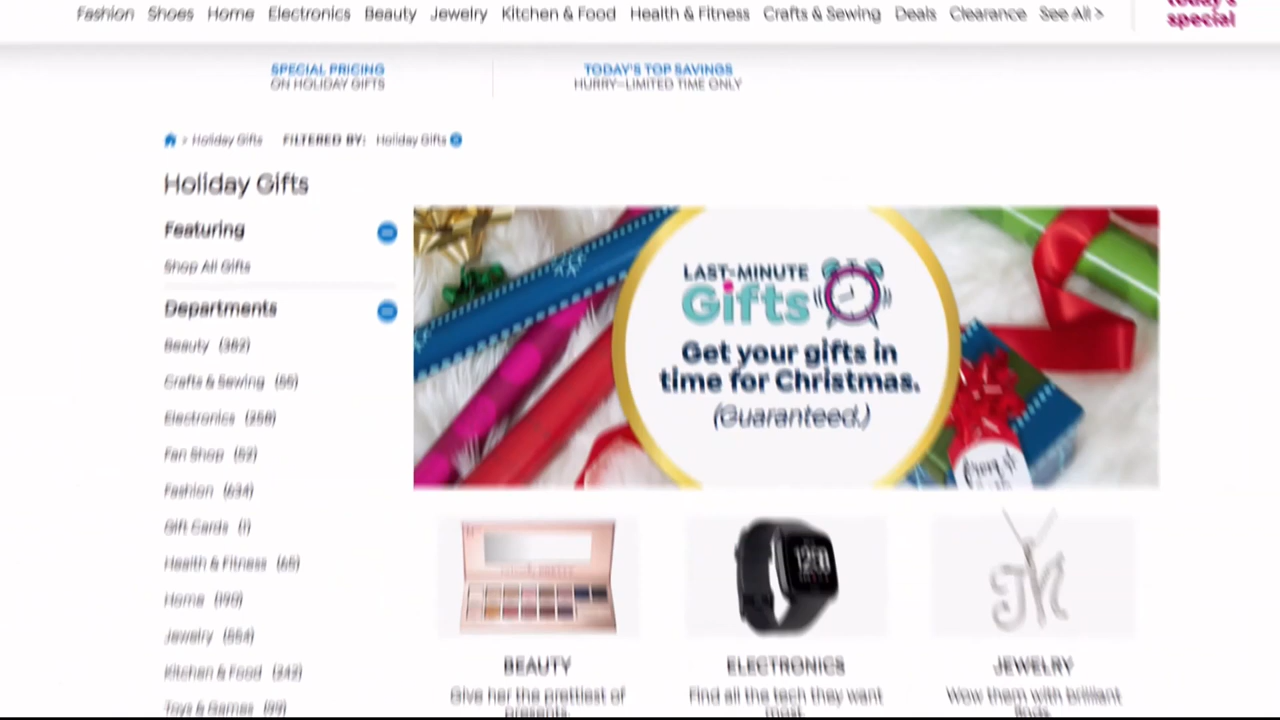 Fashion Shoes Home Electronics Beauty Jewelry Kitchen & Food Health & Fitness Crafts & Sewing Deals Clearance See All >
today's
special
SPECIAL PRICING
ON HOLIDAY GIFTS
TODAY'S TOP SAVINGS
HURRY-LIMITED TIME ONLY
> Holiday Gifts FILTERED BY: Holiday Gifts
Holiday Gifts
Featuring
Shop All Gifts
Departments
Beauty (382)
Crafts & Sewing (55)
Electronics (258)
Fan Shop (52)
Fashion (634)
Gift Cards (1)
Health & Fitness (65)
Home (190)
Jewelry (554)
Kitchen & Food (242)
Toys & Games (99)
LAST-MINUTE
Gifts
Get your gifts in
time for Christmas.
(Guaranteed.)
BEAUTY
Give her the prettiest of
presents.
ELECTRONICS
Find all the tech they want
most.
JEWELRY
Wow them with brilliant
finds.